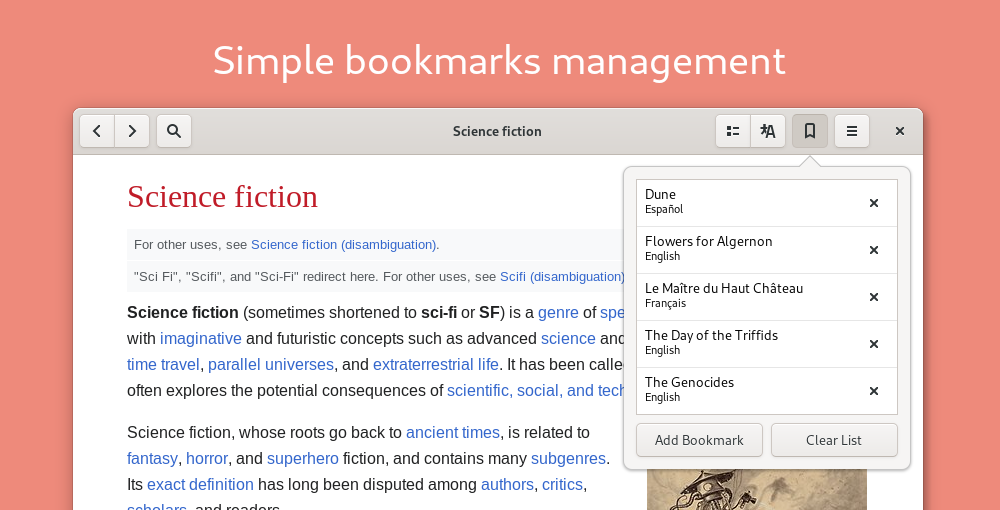 Simple bookmarks management
Science fiction
Science fiction
For other uses, see Science fiction (disambiguation).
"Sci Fi", "Scifi", and "Sci-Fi" redirect here. For other uses, see Scifi (disambiguation)
Science fiction (sometimes shortened to sci-fi or SF) is a genre of spe
with imaginative and futuristic concepts such as advanced science and
time travel, parallel universes, and extraterrestrial life. It has been calle
often explores the potential consequences of scientific, social, and tech
Science fiction, whose roots go back to ancient times, is related to
fantasy, horror, and superhero fiction, and contains many subgenres.
Its exact definition has long been disputed among authors, critics,
scholars, and readers.
Dune
Español
Flowers for Algernon
English
Le Maître du Haut Château
Français
The Day of the Triffids
English
The Genocides
English
Add Bookmark
Clear List